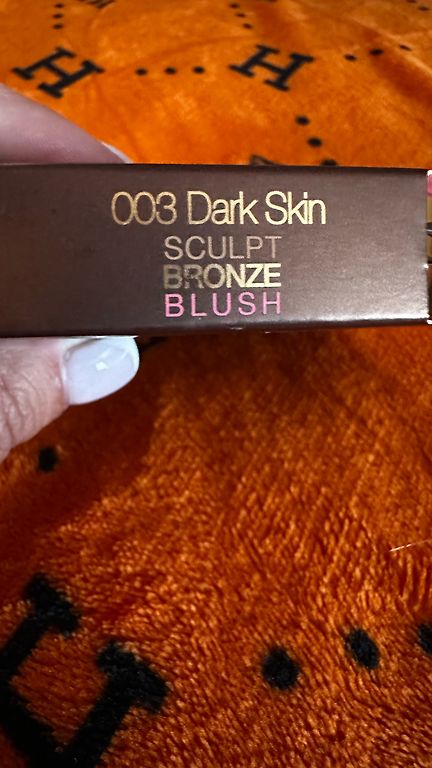 H H
003 Dark Skin
SCULPT
BRONZE
BLUSH
H